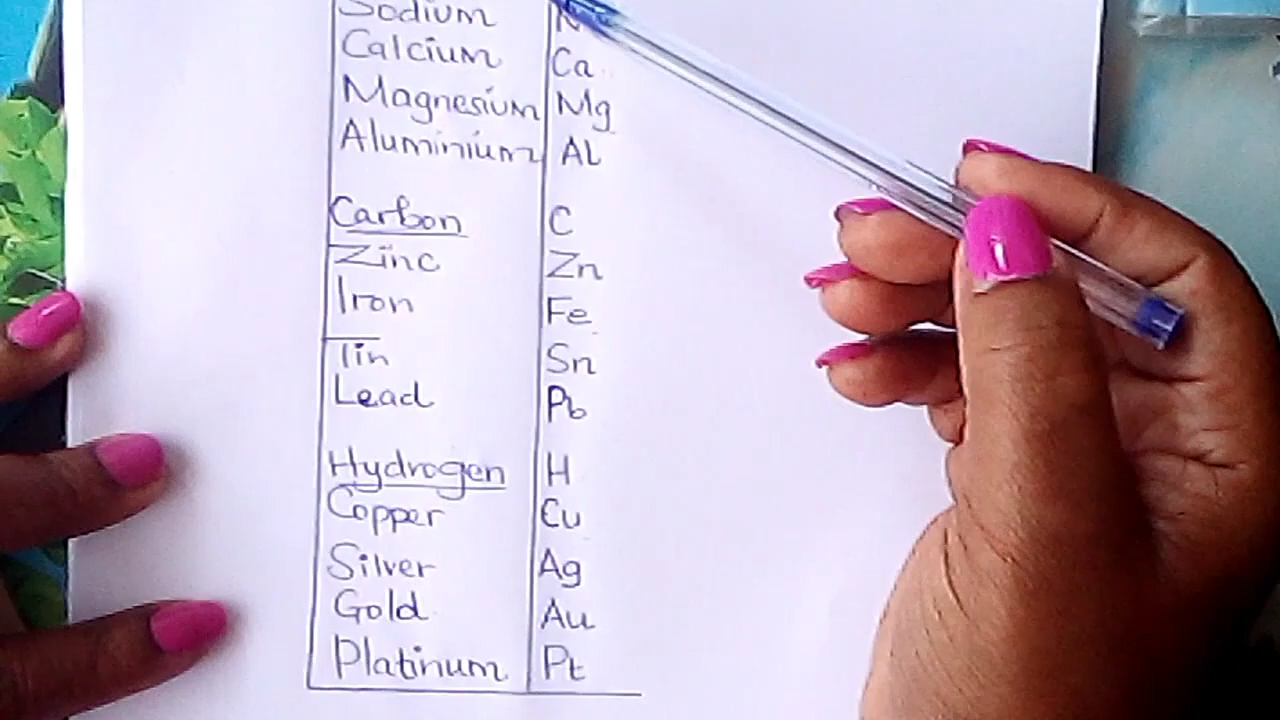 Sodium
Calcium Ca
Magnesium Mg
Aluminium Al
Carbon C
Zinc Zn
Iron Fe
Tin Sn
Lead Pb
Hydrogen H
Copper Cu
Silver Ag
Gold Au
Platinum Pt